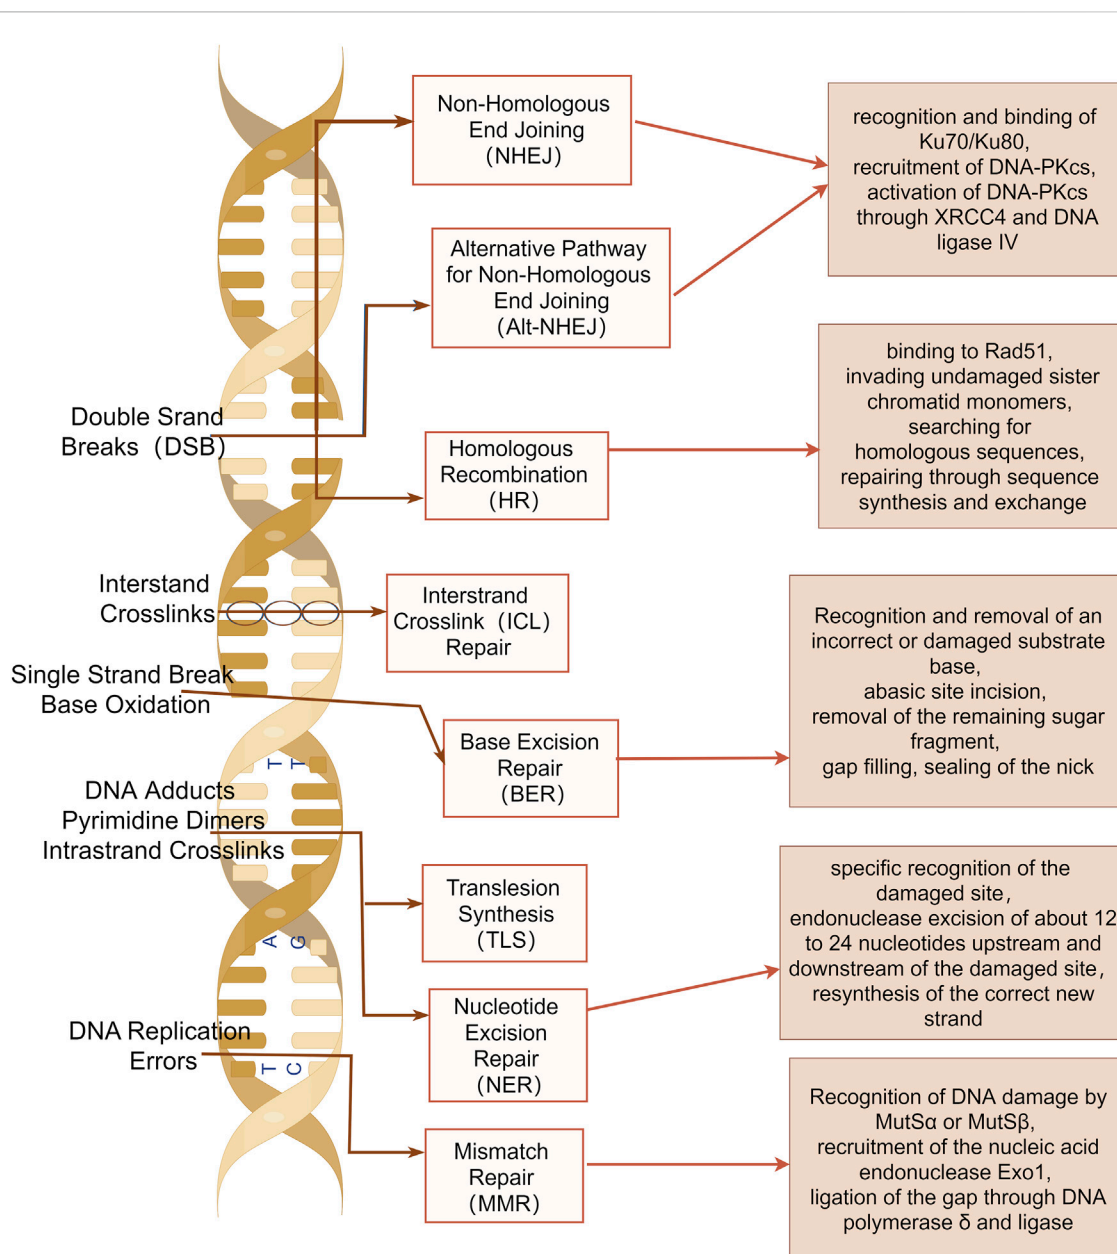 Non-Homologous
End Joining
(NHEJ)
recognition and binding of
Ku70/Ku80,
recruitment of DNA-PKcs,
activation of DNA-PKcs
through XRCC4 and DNA
ligase IV
Alternative Pathway
for Non-Homologous
End Joining
(Alt-NHEJ)
Double Srand
Breaks (DSB)
binding to Rad51,
invading undamaged sister
chromatid monomers,
searching for
homologous sequences,
repairing through sequence
synthesis and exchange
Homologous
Recombination
(HR)
Interstand
Crosslinks
Interstrand
Crosslink (ICL)
Repair
Single Strand Break
Base Oxidation
Recognition and removal of an
incorrect or damaged substrate
base,
abasic site incision,
removal of the remaining sugar
fragment,
gap filling, sealing of the nick
Base Excision
Repair
(BER)
T T
DNA Adducts
Pyrimidine Dimers
Intrastrand Crosslinks
Translesion
Synthesis
(TLS)
specific recognition of the
damaged site,
endonuclease excision of about 12
to 24 nucleotides upstream and
downstream of the damaged site,
resynthesis of the correct new
strand
A G
Nucleotide
Excision
Repair
(NER)
DNA Replication
Errors
T C
Mismatch
Repair
(MMR)
Recognition of DNA damage by
MutSα or MutSβ,
recruitment of the nucleic acid
endonuclease Exo1,
ligation of the gap through DNA
polymerase δ and ligase